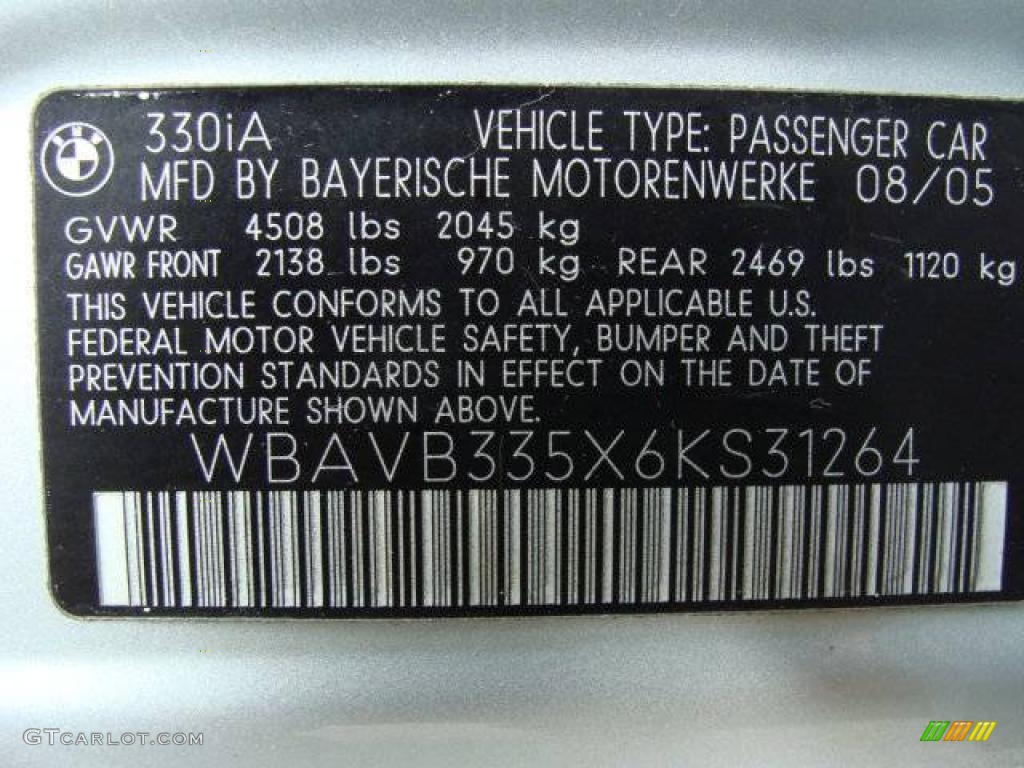 330iA VEHICLE TYPE: PASSENGER CAR
MFD BY BAYERISCHE MOTORENWERKE 08/05
GVWR 4508 lbs 2045 kg
GAWR FRONT 2138 lbs 970 kg REAR 2469 lbs 1120 kg
THIS VEHICLE CONFORMS TO ALL APPLICABLE U.S.
FEDERAL MOTOR VEHICLE SAFETY, BUMPER AND THEFT
PREVENTION STANDARDS IN EFFECT ON THE DATE OF
MANUFACTURE SHOWN ABOVE.
WBAVB335X6KS31264
GTCARLOT.COM